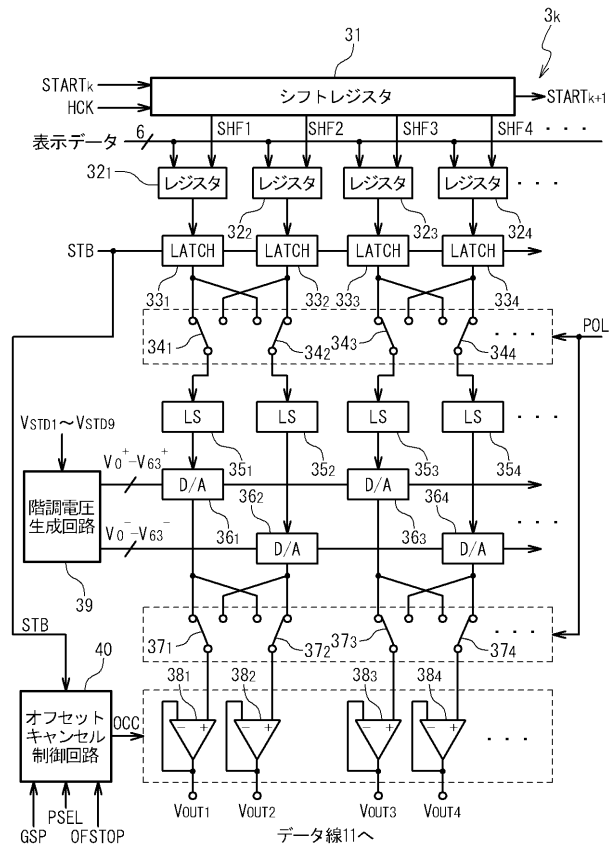 31
3k
STARTk
HCK
シフトレジスタ
STARTk+1
SHF1
SHF2
SHF3
SHF4
・・・
表示データ
6
321
レジスタ
レジスタ
レジスタ
レジスタ
・・・
322
323
324
STB
LATCH
LATCH
LATCH
LATCH
331
332
333
334
POL
341
342
343
344
・・・
LS
LS
LS
LS
・・・
351
352
353
354
VSTD1～VSTD9
V0+–V63+
D/A
D/A
階調電圧
生成回路
361
362
363
364
・・・
V0-–V63-
D/A
D/A
39
371
372
373
374
・・・
STB
40
381
382
383
384
オフセット
キャンセル
制御回路
OCC
− +
− +
− +
− +
・・・
GSP
PSEL
OFSTOP
VOUT1
VOUT2
VOUT3
VOUT4
データ線11へ